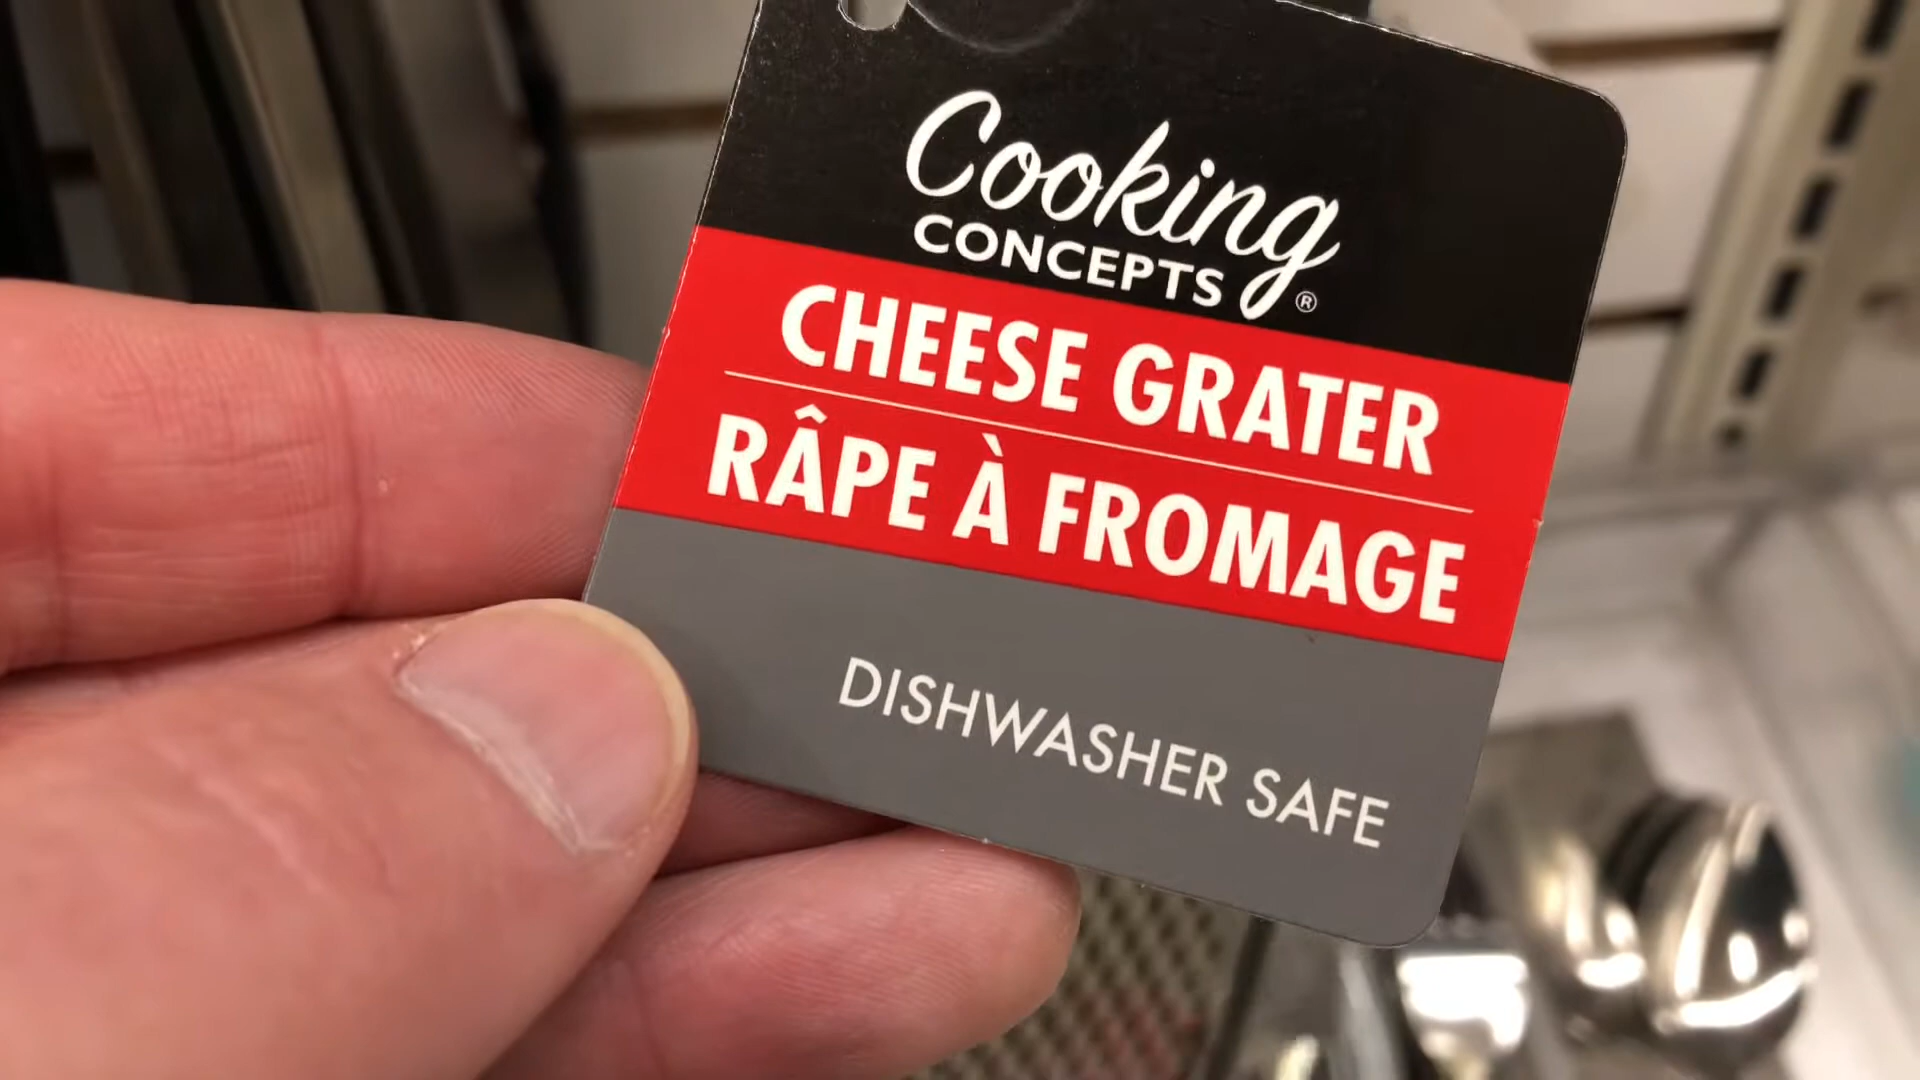 Cooking
CONCEPTS®
CHEESE GRATER
RÂPE À FROMAGE
DISHWASHER SAFE